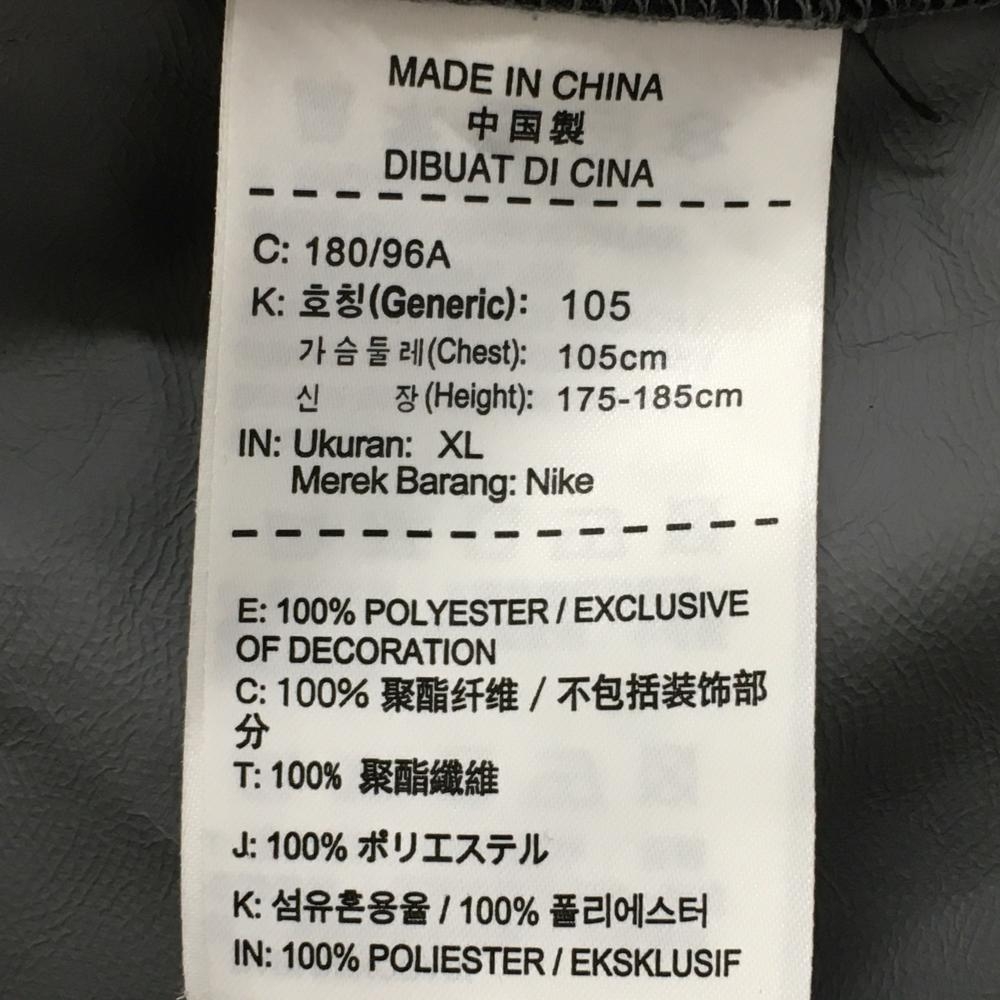 MADE IN CHINA
中国製
DIBUAT DI CINA
C: 180/96A
K: 호칭(Generic): 105
가슴둘레(Chest): 105cm
신 장(Height): 175-185cm
IN: Ukuran: XL
Merek Barang: Nike
E: 100% POLYESTER / EXCLUSIVE
OF DECORATION
C: 100% 聚酯纤维 / 不包括装饰部
分
T: 100% 聚酯纖維
J: 100% ポリエステル
K: 섬유혼용율 / 100% 폴리에스터
IN: 100% POLIESTER / EKSKLUSIF